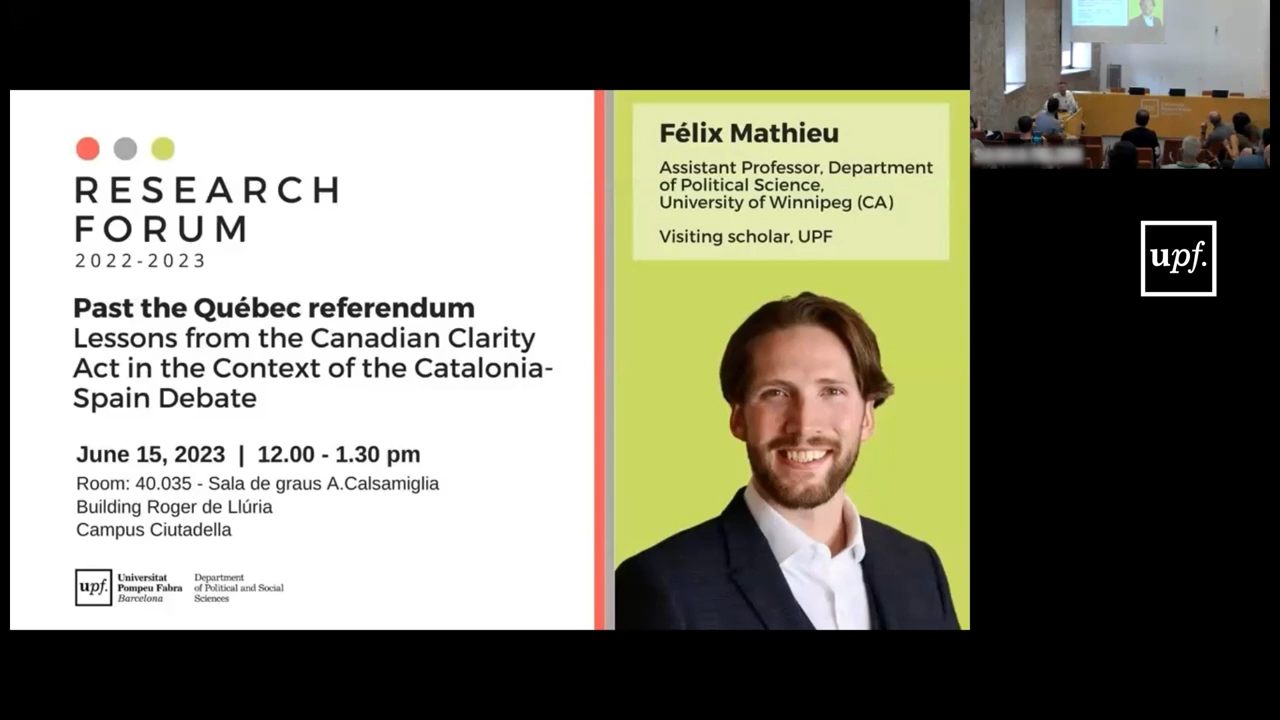 RESEARCH
FORUM
2022-2023
Past the Québec referendum
Lessons from the Canadian Clarity
Act in the Context of the Catalonia-
Spain Debate
June 15, 2023 | 12.00 - 1.30 pm
Room: 40.035 - Sala de graus A.Calsamiglia
Building Roger de Llúria
Campus Ciutadella
upf.
Universitat
Pompeu Fabra
Barcelona
Department
of Political and Social
Sciences
Félix Mathieu
Assistant Professor, Department
of Political Science,
University of Winnipeg (CA)
Visiting scholar, UPF
upf.